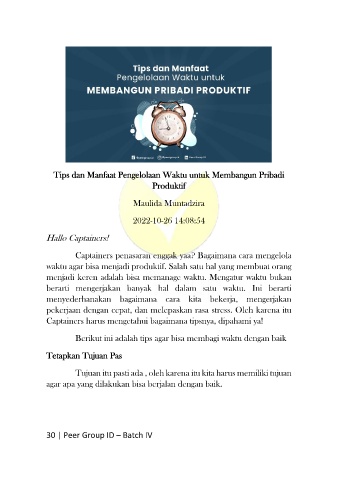 Tips dan Manfaat
Pengelolaan Waktu untuk
MEMBANGUN PRIBADI PRODUKTIF
Tips dan Manfaat Pengelolaan Waktu untuk Membangun Pribadi
Produktif
Maulida Muntadzira
2022-10-26 14:08:54
Hallo Captainers!
Captainers penasaran enggak yaa? Bagaimana cara mengelola
waktu agar bisa menjadi produktif. Salah satu hal yang membuat orang
menjadi keren adalah bisa memanage waktu. Mengatur waktu bukan
berarti mengerjakan banyak hal dalam satu waktu. Ini berarti
menyederhanakan bagaimana cara kita bekerja, mengerjakan
pekerjaan dengan cepat, dan melepaskan rasa stress. Oleh karena itu
Captainers harus mengetahui bagaimana tipsnya, dipahami ya!
Berikut ini adalah tips agar bisa membagi waktu dengan baik
Tetapkan Tujuan Pas
Tujuan itu pasti ada , oleh karena itu kita harus memiliki tujuan
agar apa yang dilakukan bisa berjalan dengan baik.
30 | Peer Group ID – Batch IV